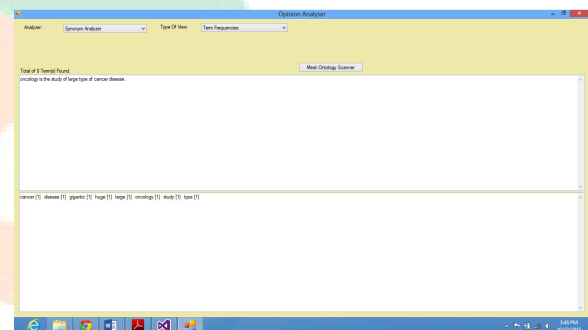 Opinion Analyser
Analyzer: Synonym Analyzer Type Of View Term Frequencies
Mesh Ontology Scanner
Total of 0 Term(s) Found.
oncology is the study of large type of cancer disease.
cancer [1] disease [1] gigantic [1] huge [1] large [1] oncology [1] study [1] type [1]
3:46 PM